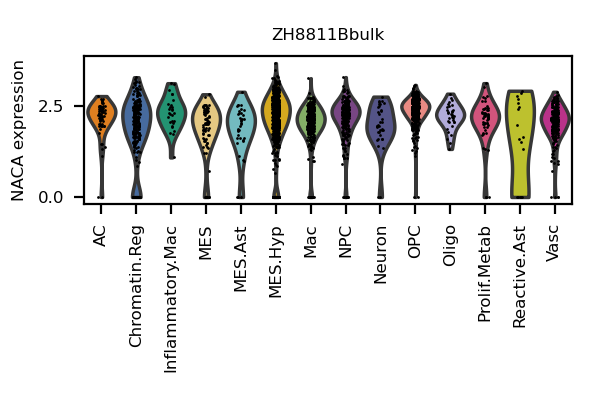 ZH8811Bbulk
NACA expression
2.5
0.0
AC
Chromatin.Reg
Inflammatory.Mac
MES
MES.Ast
MES.Hyp
Mac
NPC
Neuron
OPC
Oligo
Prolif.Metab
Reactive.Ast
Vasc